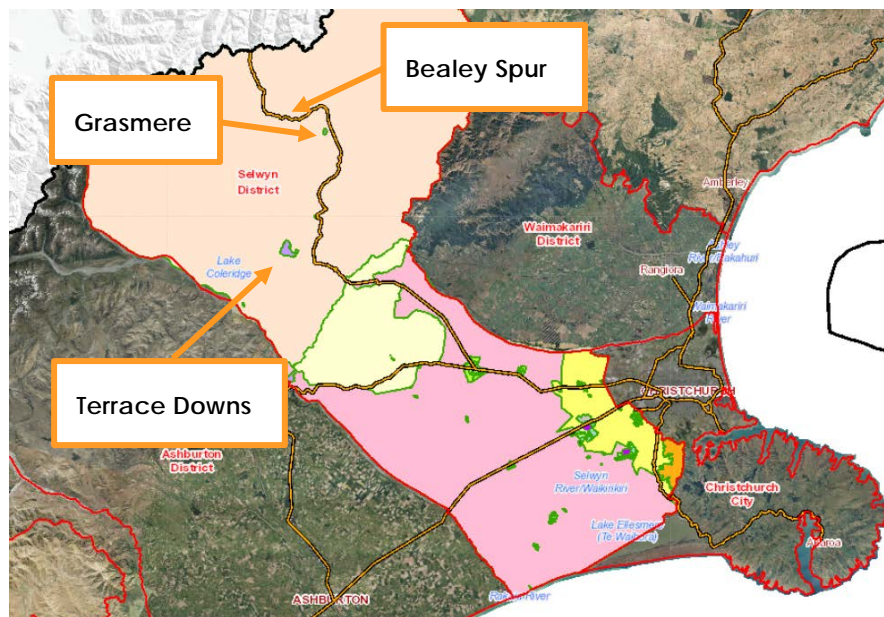 Bealey Spur
Grasmere
Selwyn
District
Amberley
Waimakariri
District
Rangiora
Lake
Coleridge
Waimakariri
River
Terrace Downs
Ashburton
District
Selwyn
River/Waikirikiri
Christchurch
City
Lake Ellesmere
(Te Waihora)
Akaroa
ASHBURTON
River